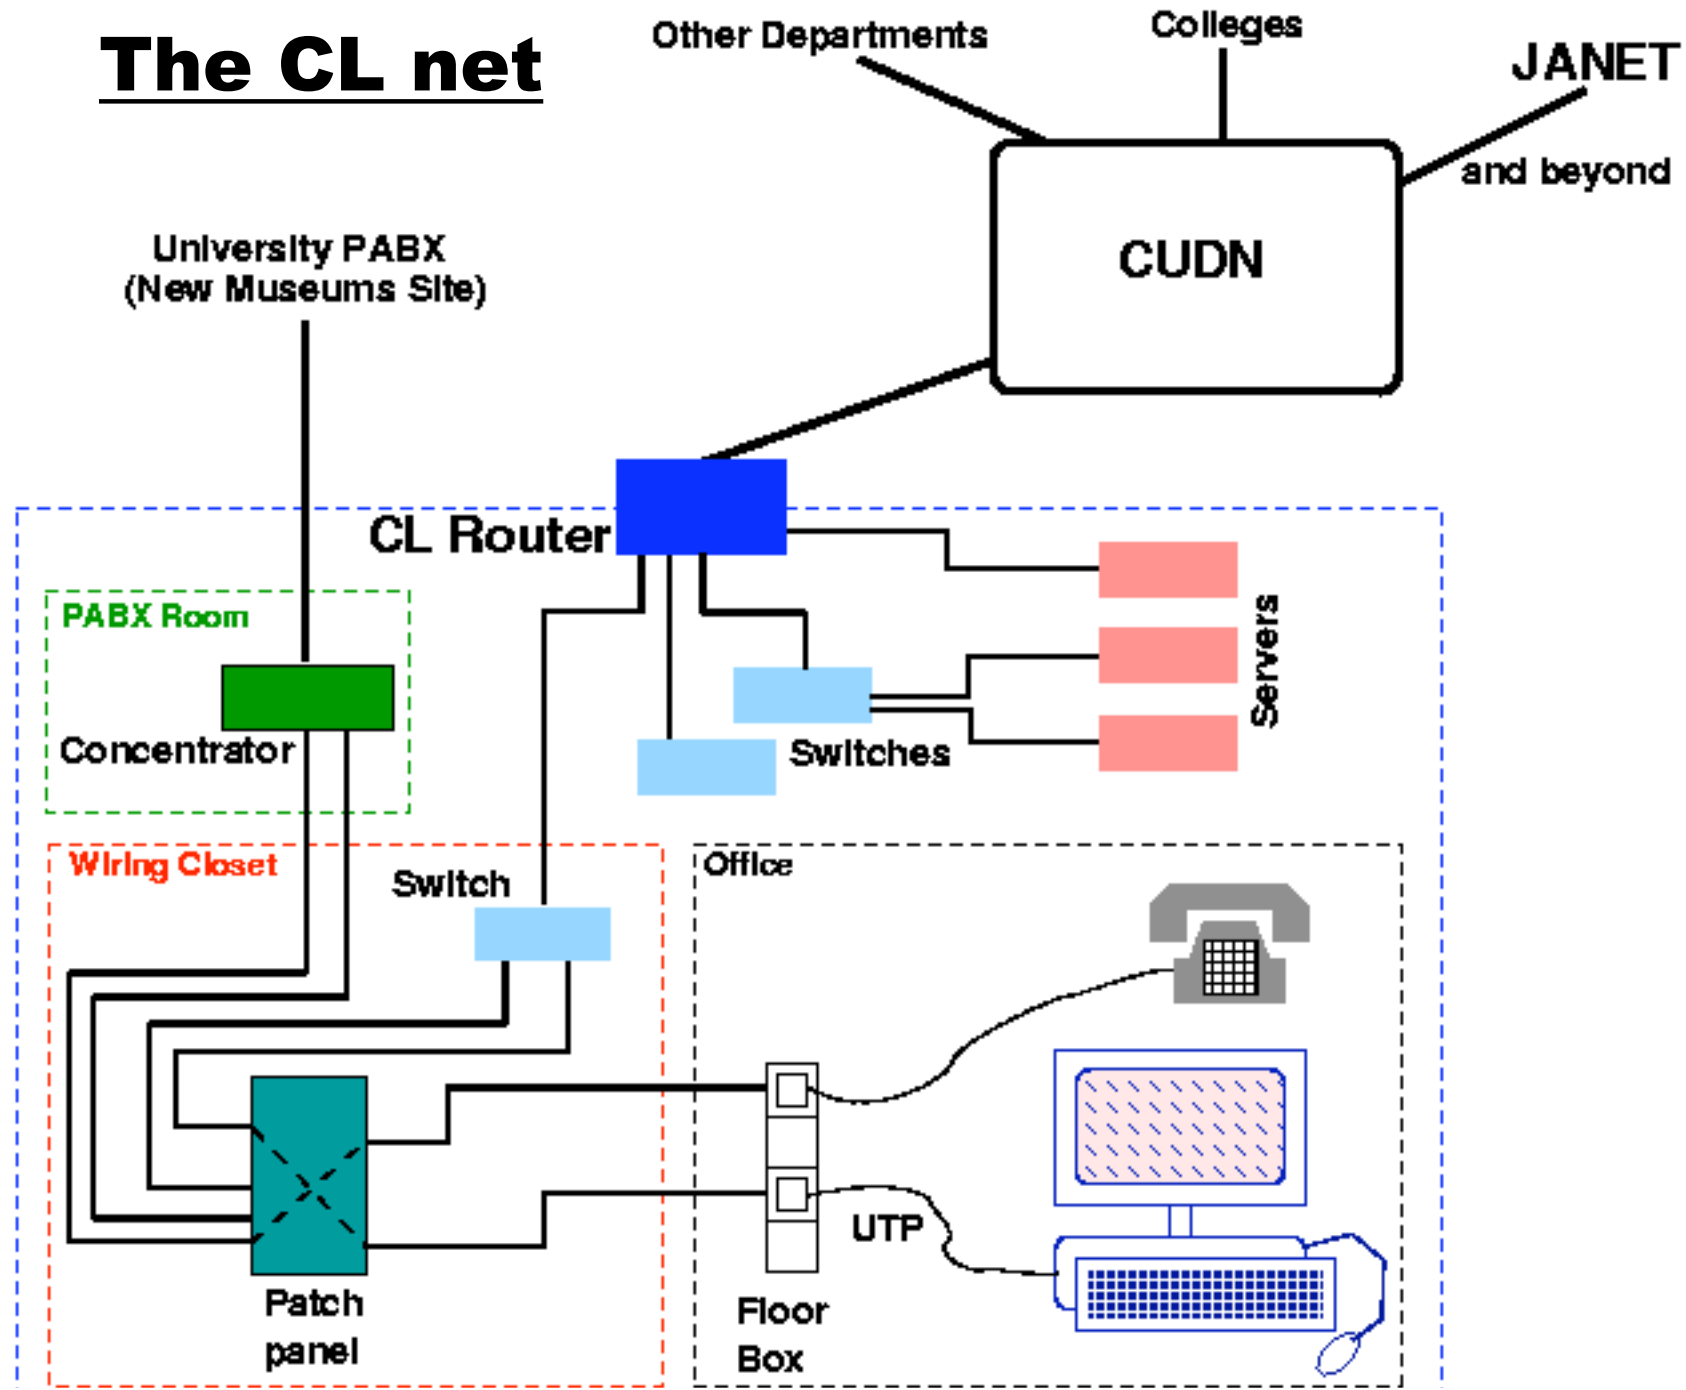 The CL net
Other Departments
Colleges
JANET
and beyond
CUDN
University PABX
(New Museums Site)
CL Router
PABX Room
Concentrator
Switches
Servers
Wiring Closet
Switch
Office
Patch
panel
UTP
Floor
Box